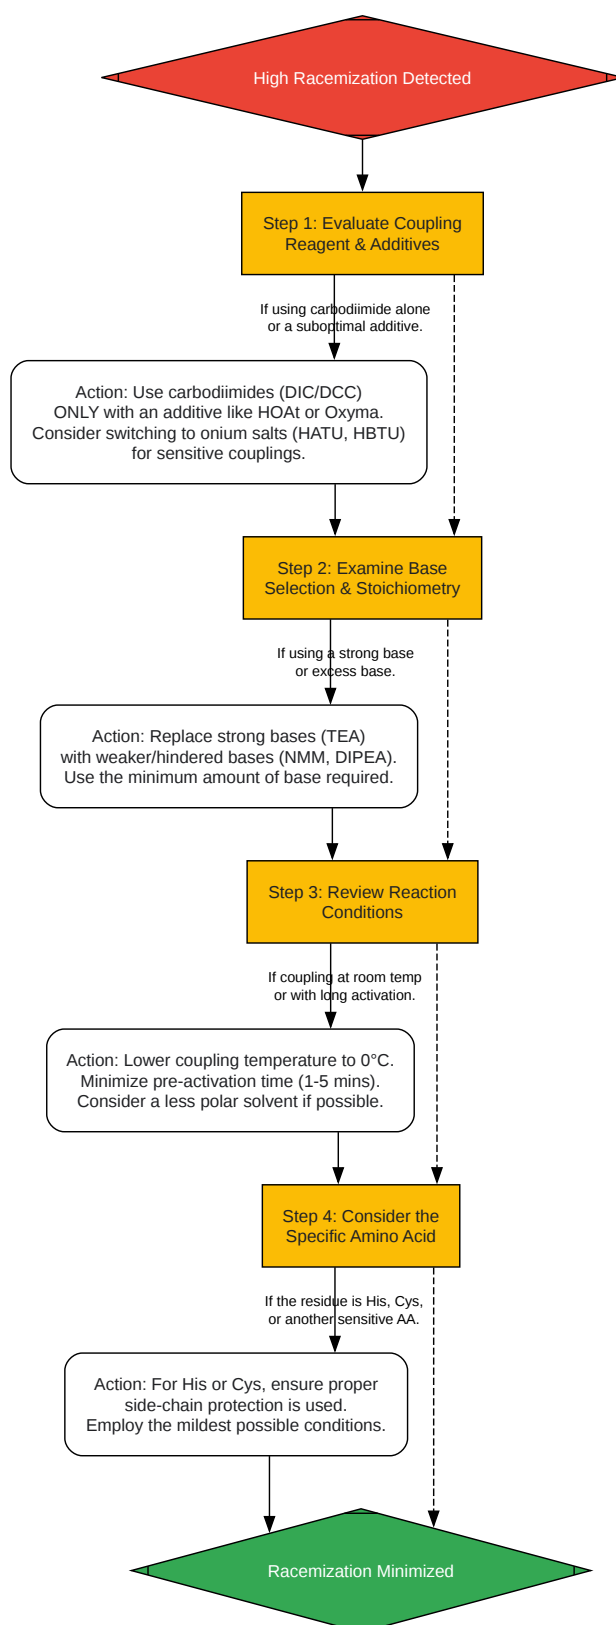 High Racemization Detected
Step 1: Evaluate Coupling
Reagent & Additives
If using carbodiimide alone
or a suboptimal additive.
Action: Use carbodiimides (DIC/DCC)
ONLY with an additive like HOAt or Oxyma.
Consider switching to onium salts (HATU, HBTU)
for sensitive couplings.
Step 2: Examine Base
Selection & Stoichiometry
If using a strong base
or excess base.
Action: Replace strong bases (TEA)
with weaker/hindered bases (NMM, DIPEA).
Use the minimum amount of base required.
Step 3: Review Reaction
Conditions
If coupling at room temp
or with long activation.
Action: Lower coupling temperature to 0°C.
Minimize pre-activation time (1-5 mins).
Consider a less polar solvent if possible.
Step 4: Consider the
Specific Amino Acid
If the residue is His, Cys,
or another sensitive AA.
Action: For His or Cys, ensure proper
side-chain protection is used.
Employ the mildest possible conditions.
Racemization Minimized